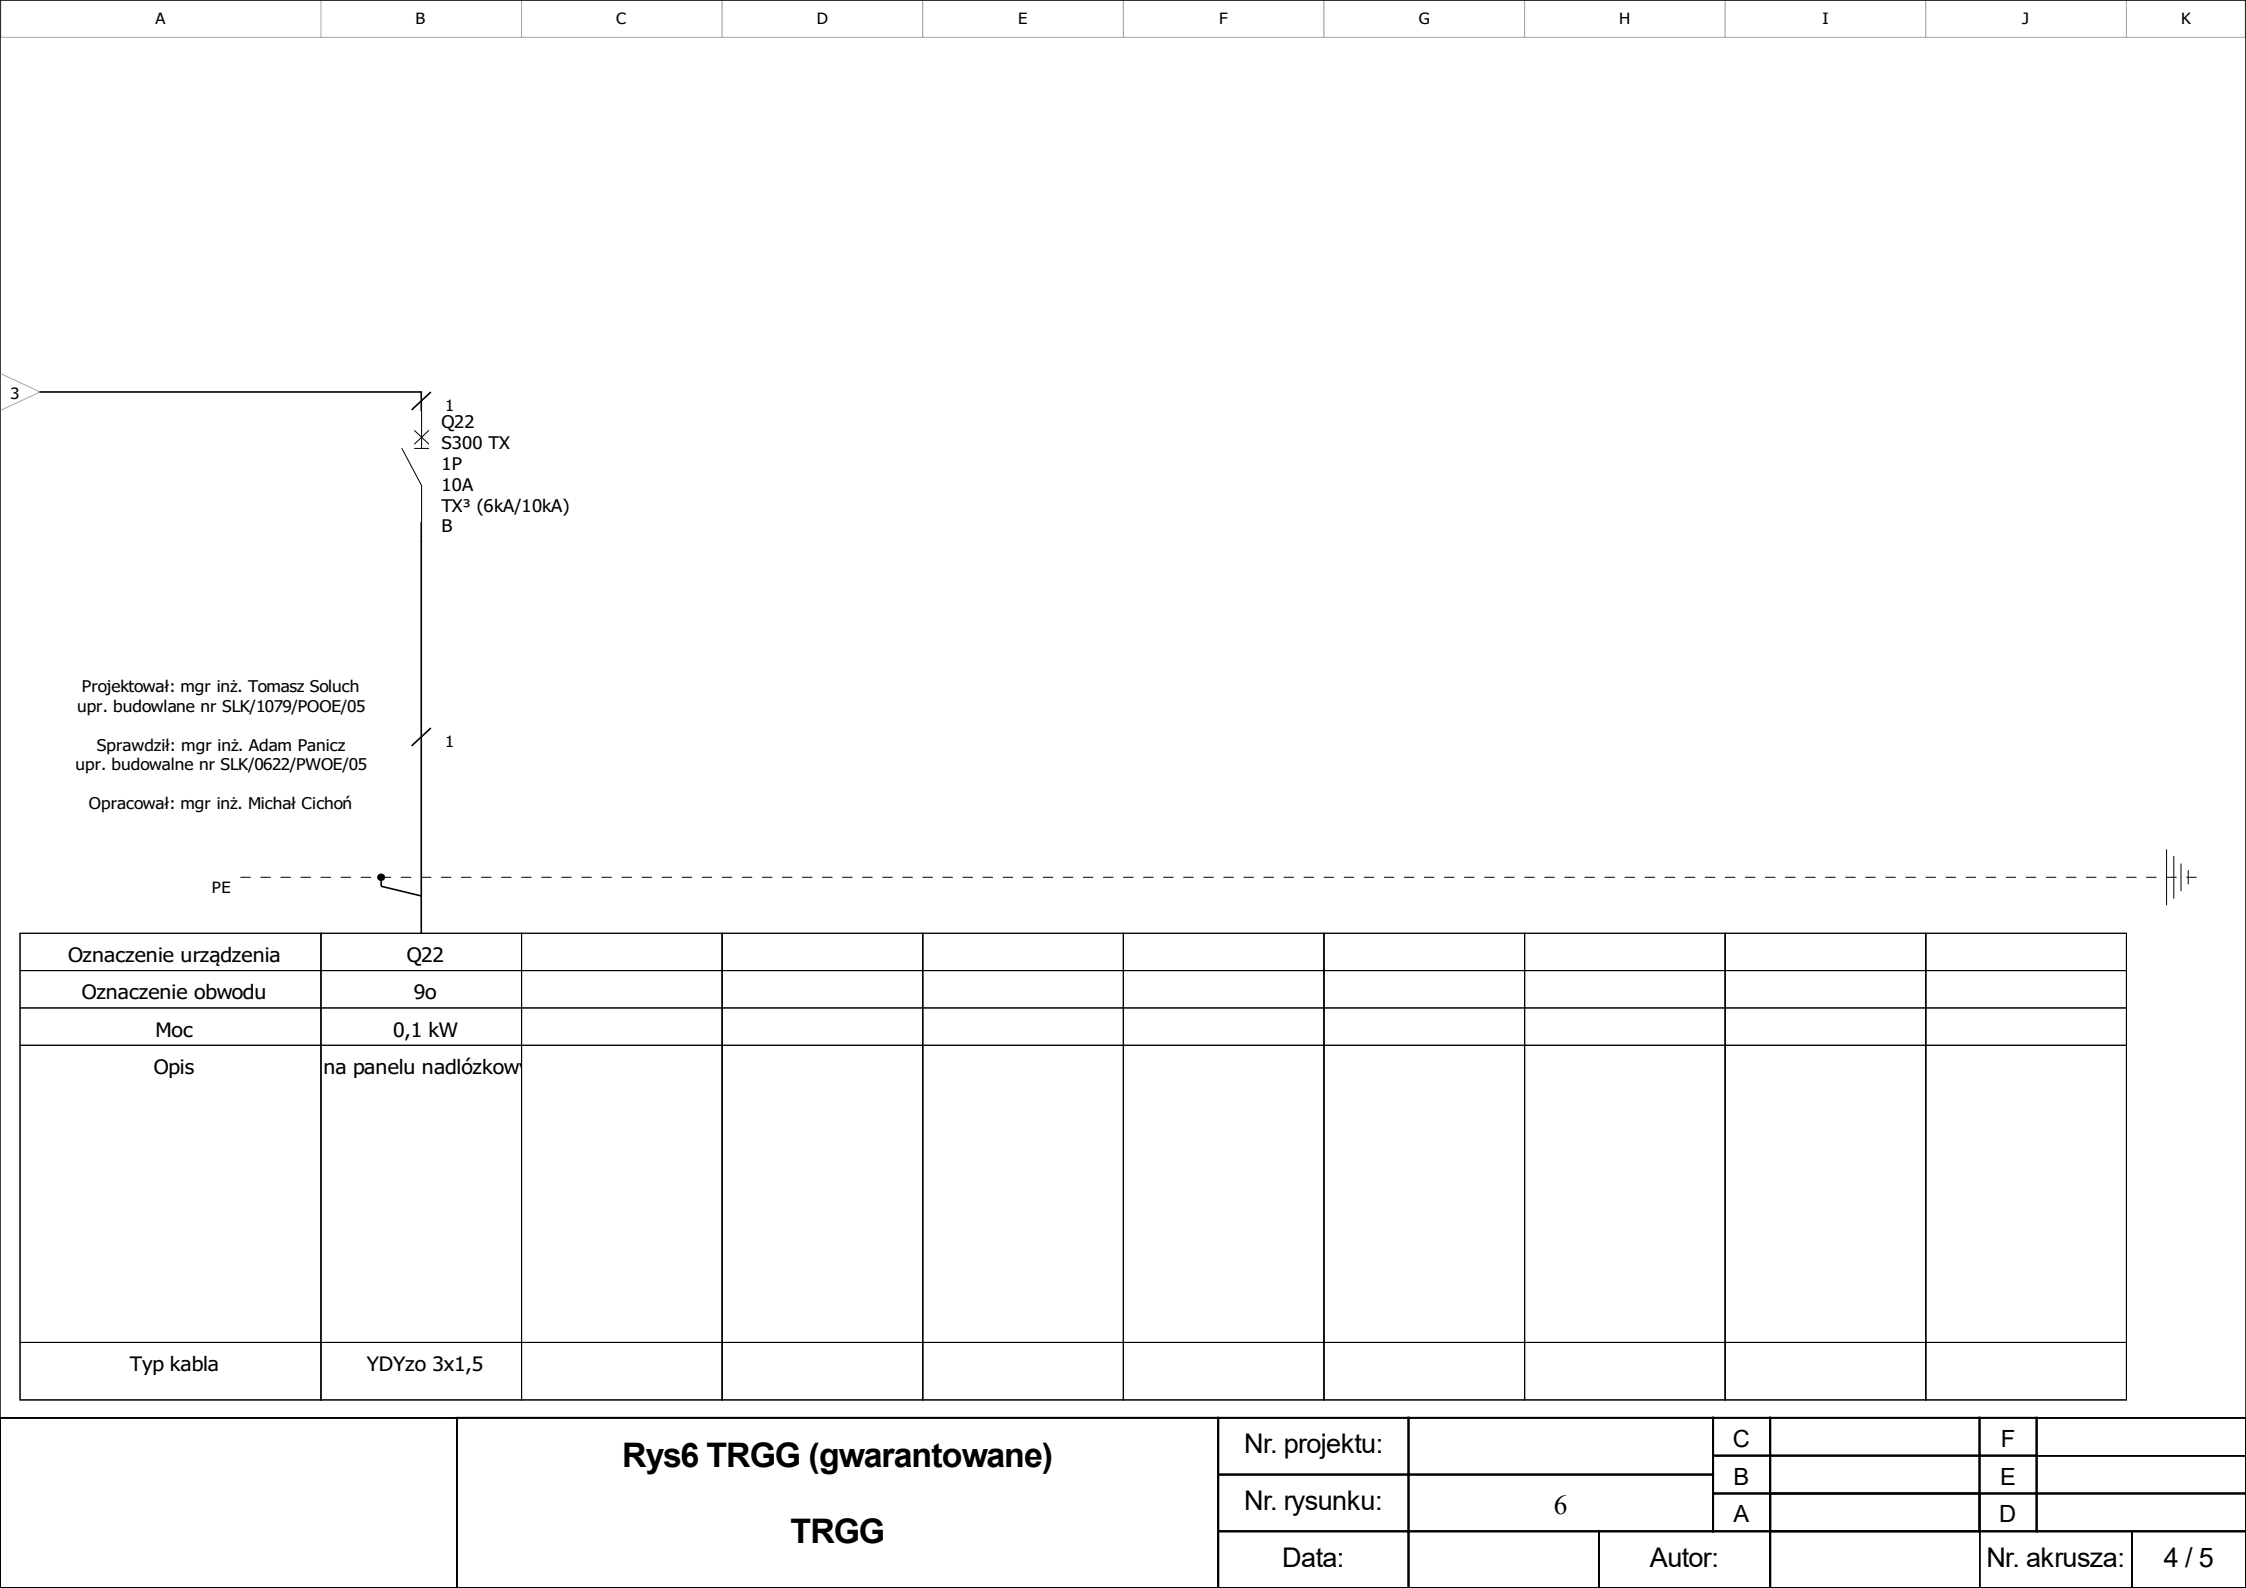 A B C D E F G H I J K
3
1
Q22
S300 TX
1P
10A
TX³ (6kA/10kA)
B
Projektował: mgr inż. Tomasz Soluch
upr. budowlane nr SLK/1079/POOE/05
Sprawdził: mgr inż. Adam Panicz
upr. budowalne nr SLK/0622/PWOE/05
Opracował: mgr inż. Michał Cichoń
1
PE
Oznaczenie urządzenia Q22
Oznaczenie obwodu 9o
Moc 0,1 kW
Opis na panelu nadlózkow
Typ kabla YDYzo 3x1,5
Rys6 TRGG (gwarantowane)
TRGG
Nr. projektu:
Nr. rysunku: 6
Data:
Autor:
C
B
A
F
E
D
Nr. akrusza: 4 / 5